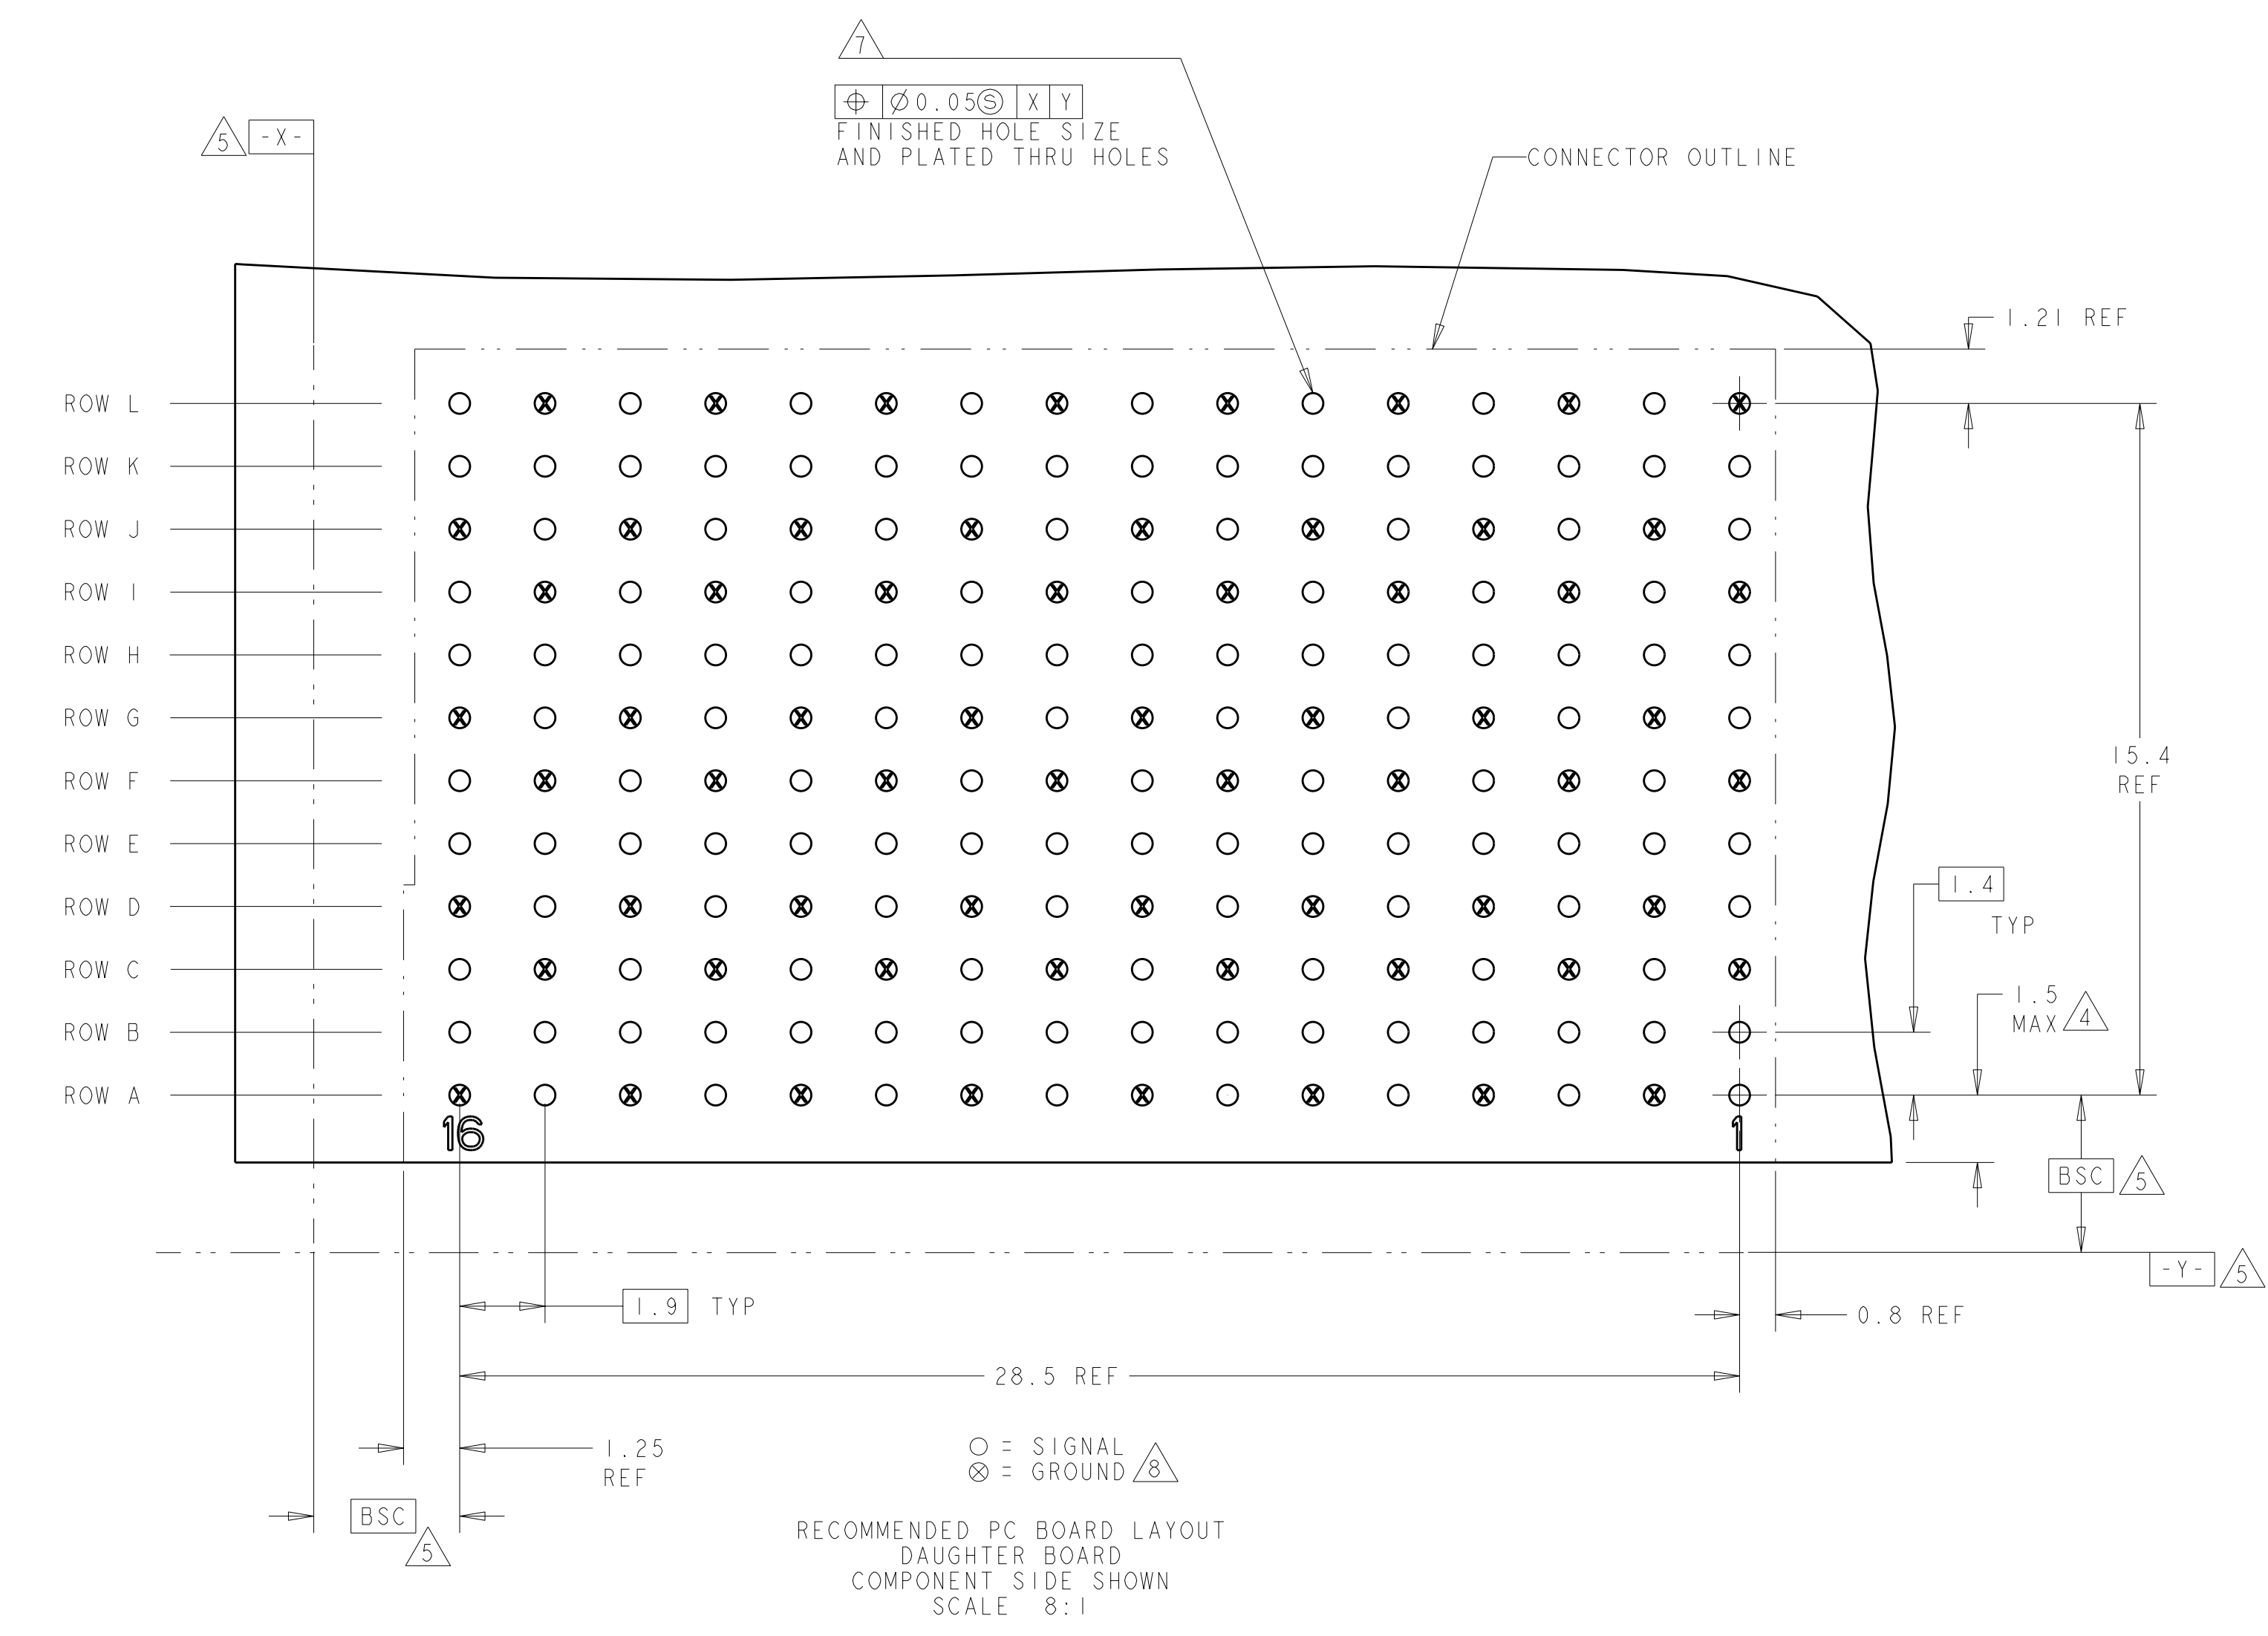 7
⌖ ⌀0.05Ⓢ X Y
FINISHED HOLE SIZE
AND PLATED THRU HOLES
5 -X-
CONNECTOR OUTLINE
1.21 REF
ROW L
ROW K
ROW J
ROW I
ROW H
ROW G
ROW F
ROW E
ROW D
ROW C
ROW B
ROW A
15.4
REF
1.4
TYP
1.5
MAX 4
16
1
BSC 5
-Y- 5
1.9 TYP
0.8 REF
28.5 REF
1.25
REF
BSC
5
○ = SIGNAL
⊗ = GROUND 8
RECOMMENDED PC BOARD LAYOUT
DAUGHTER BOARD
COMPONENT SIDE SHOWN
SCALE 8:1